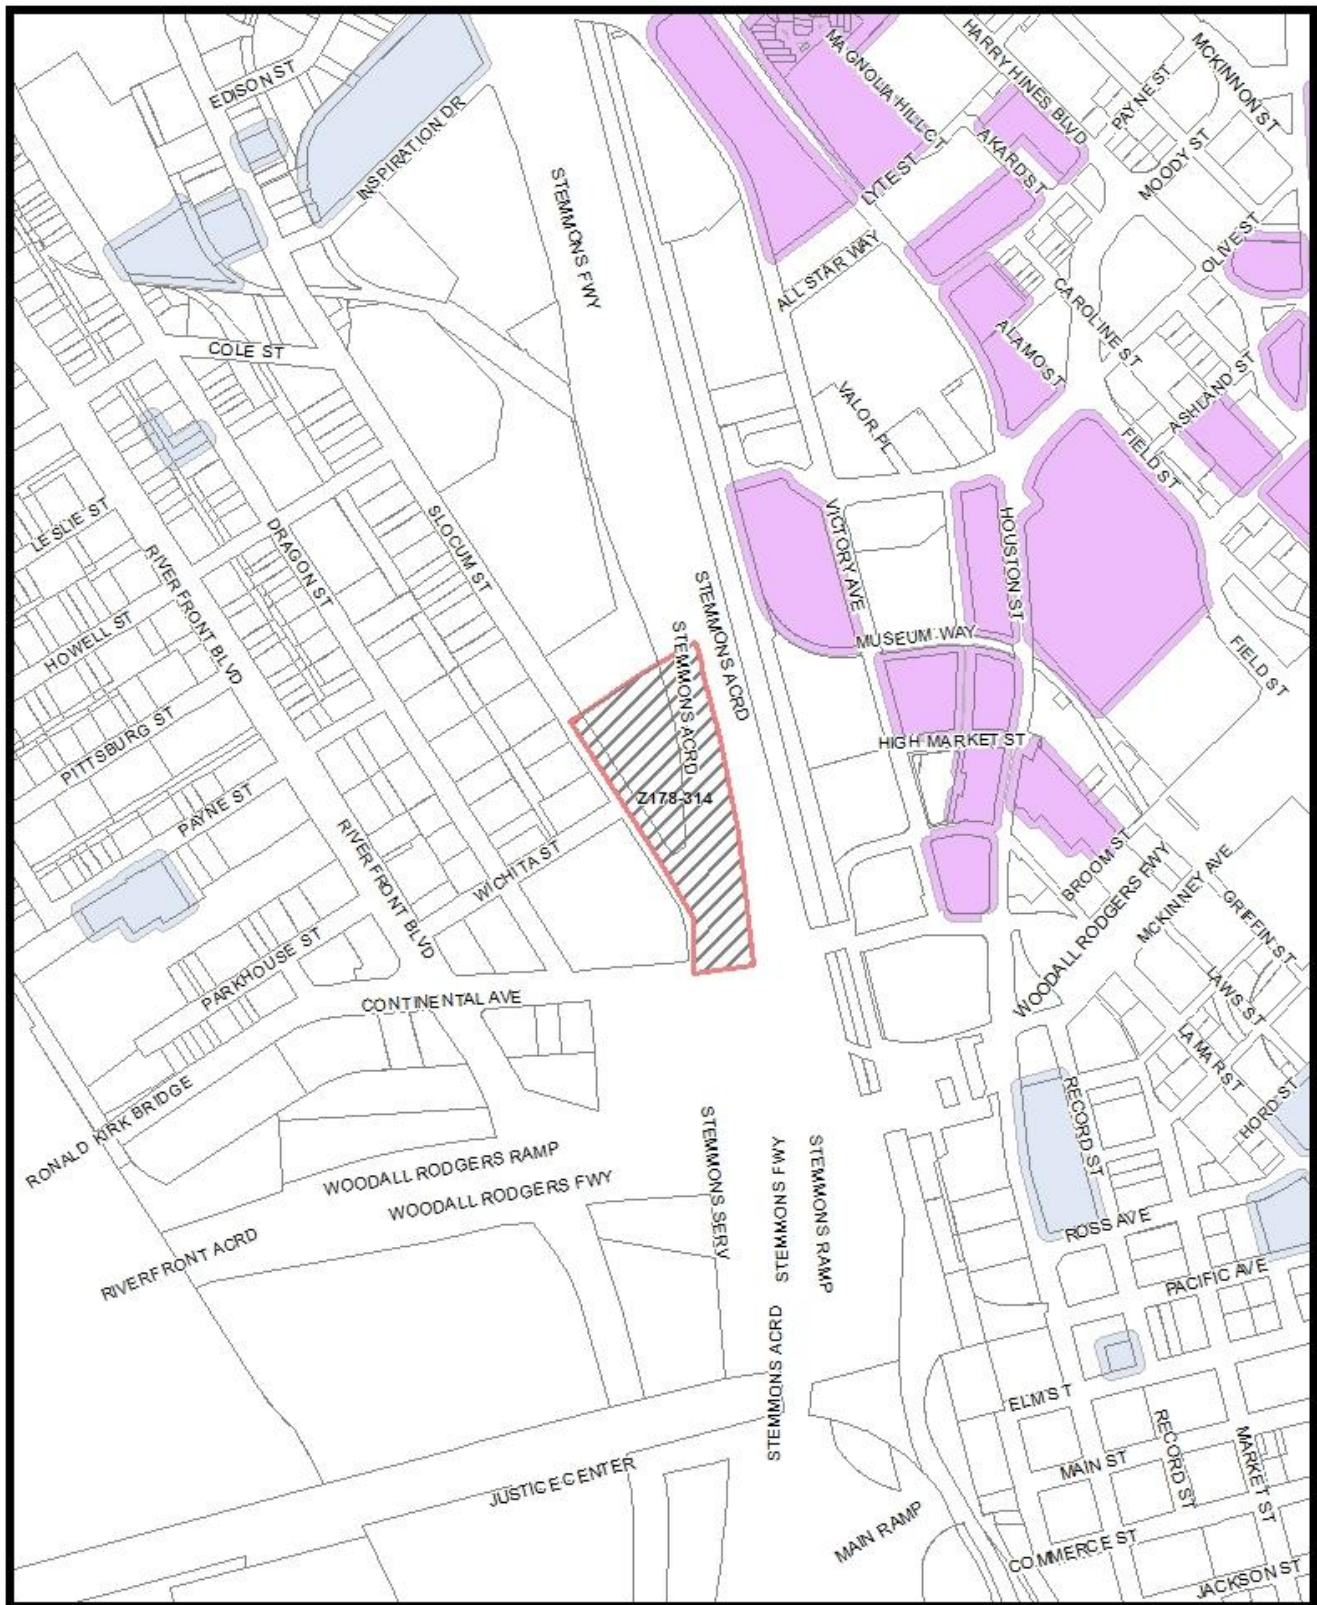 EDISON ST
INSPIRATION DR
STEMMONS FWY
MAGNOLIA HILL CT
HARRY HINES BLVD
PAYNE ST
MCKINNON ST
AKARD ST
LYTE ST
MOODY ST
ALL STAR WAY
OLIVE ST
CAROLINE ST
ALAMO ST
COLE ST
VALOR PL
ASHLAND ST
FIELD ST
LESLIE ST
DRAGON ST
SLOCUM ST
RIVERFRONT BLVD
VICTORY AVE
HOUSTON ST
HOWELL ST
STEMMONS ACRD
STEMMONS ACRD
MUSEUM WAY
FIELD ST
PITTSBURG ST
HIGH MARKET ST
Z178-314
PAYNE ST
RIVERFRONT BLVD
WICHITA ST
BROOM ST
MCKINNEY AVE
GRIFFIN ST
WOODALL RODGERS FWY
PARKHOUSE ST
CONTINENTAL AVE
LAWS ST
LAMAR ST
RONALD KIRK BRIDGE
RECORD ST
HORD ST
WOODALL RODGERS RAMP
WOODALL RODGERS FWY
STEMMONS SERV
STEMMONS FWY
STEMMONS RAMP
ROSS AVE
RIVERFRONT ACRD
PACIFIC AVE
STEMMONS ACRD
ELM ST
RECORD ST
MARKET ST
MAIN ST
JUSTICE CENTER
MAIN RAMP
COMMERCE ST
JACKSON ST